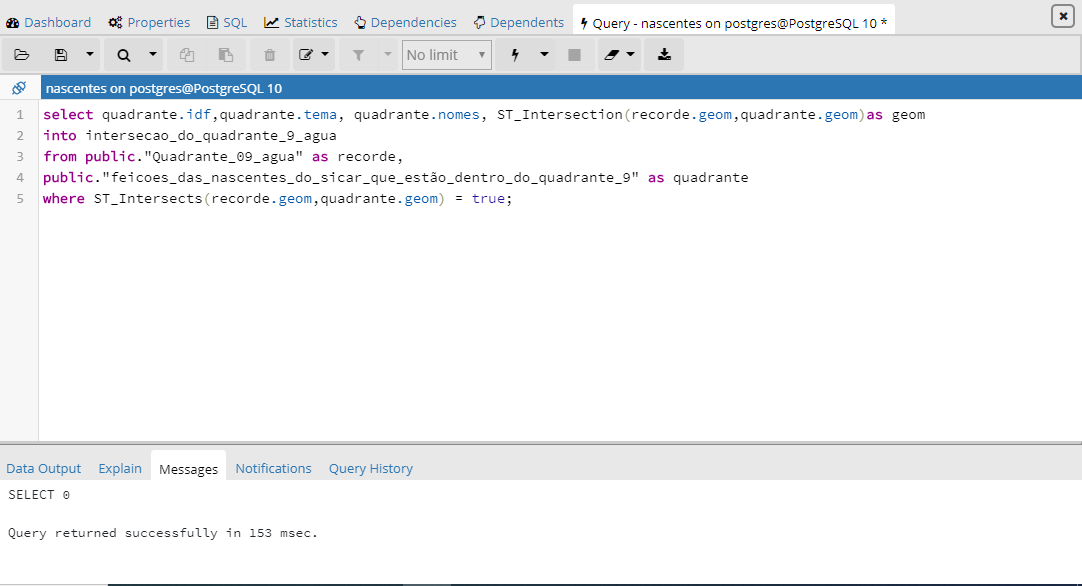 Dashboard Properties SQL Statistics Dependencies Dependents Query - nascentes on postgres@PostgreSQL 10 *
No limit
nascentes on postgres@PostgreSQL 10
1 select quadrante.idf,quadrante.tema, quadrante.nomes, ST_Intersection(recorde.geom,quadrante.geom)as geom
2 into intersecao_do_quadrante_9_agua
3 from public."Quadrante_09_agua" as recorde,
4 public."feicoes_das_nascentes_do_sicar_que_estão_dentro_do_quadrante_9" as quadrante
5 where ST_Intersects(recorde.geom,quadrante.geom) = true;
Data Output Explain Messages Notifications Query History
SELECT 0
Query returned successfully in 153 msec.